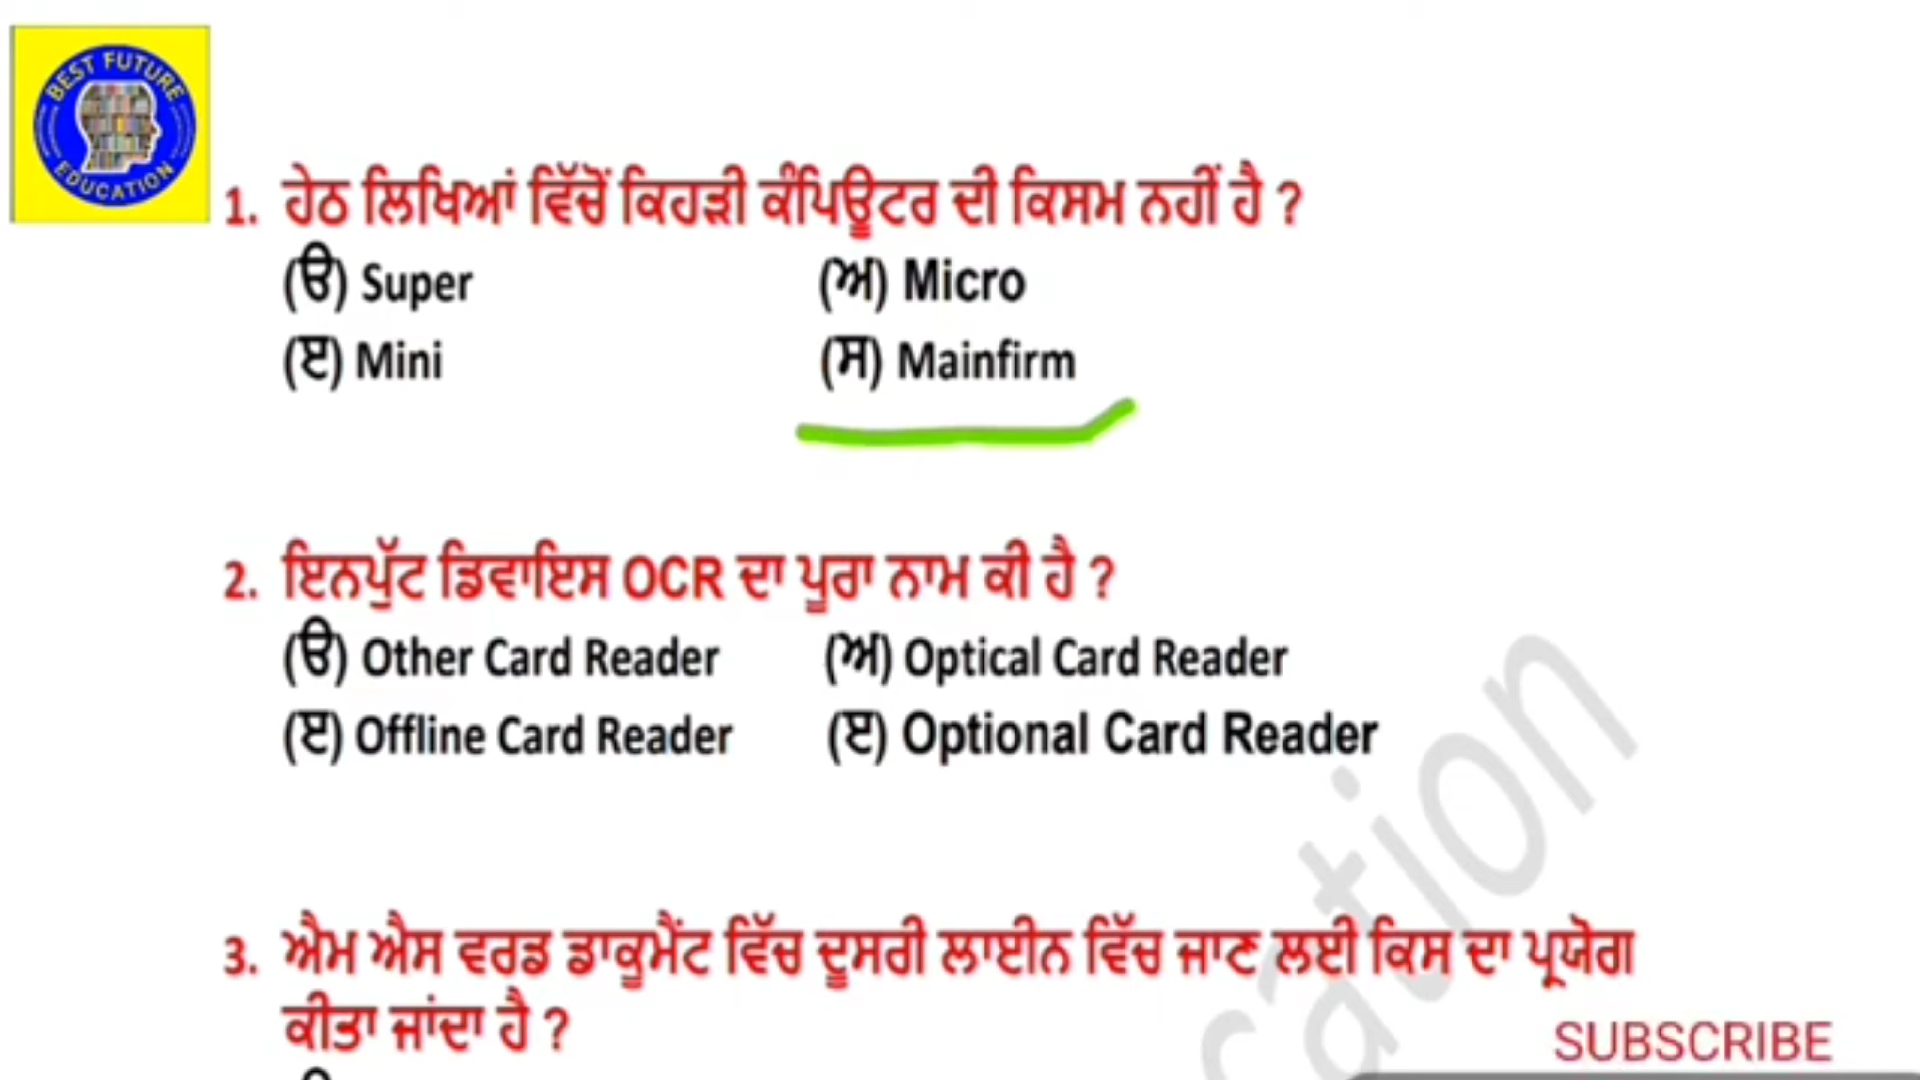 BEST FUTURE
EDUCATION
1. ਹੇਠ ਲਿਖਿਆਂ ਵਿੱਚੋਂ ਕਿਹੜੀ ਕੰਪਿਊਟਰ ਦੀ ਕਿਸਮ ਨਹੀਂ ਹੈ ?
(ੳ) Super (ਅ) Micro
(ੲ) Mini (ਸ) Mainfirm
2. ਇਨਪੁੱਟ ਡਿਵਾਇਸ OCR ਦਾ ਪੂਰਾ ਨਾਮ ਕੀ ਹੈ ?
(ੳ) Other Card Reader (ਅ) Optical Card Reader
(ੲ) Offline Card Reader (ੲ) Optional Card Reader
3. ਐਮ ਐਸ ਵਰਡ ਡਾਕੂਮੈਂਟ ਵਿੱਚ ਦੂਸਰੀ ਲਾਈਨ ਵਿੱਚ ਜਾਣ ਲਈ ਕਿਸ ਦਾ ਪ੍ਰਯੋਗ
ਕੀਤਾ ਜਾਂਦਾ ਹੈ ?
SUBSCRIBE